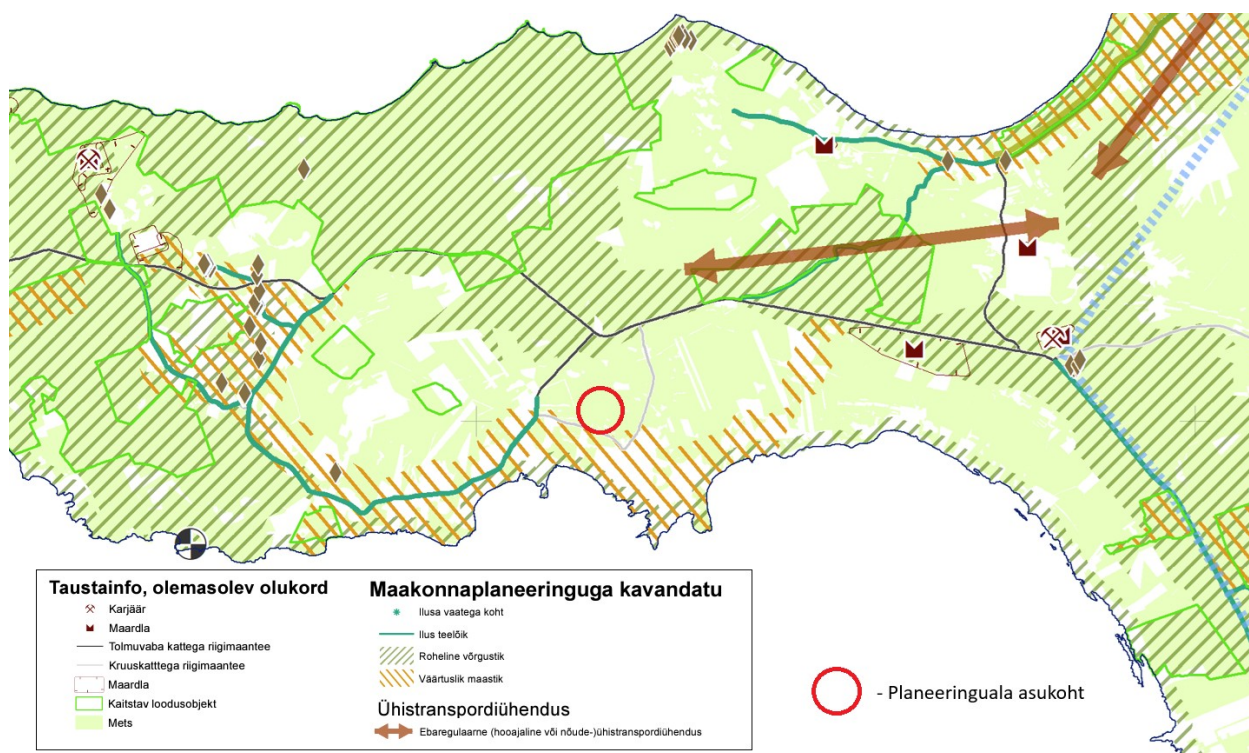 Taustainfo, olemasolev olukord
Karjäär
Maardla
Tolmuvaba kattega riigimaantee
Kruuskatttega riigimaantee
Maardla
Kaitstav loodusobjekt
Mets
Maakonnaplaneeringuga kavandatu
Ilusa vaatega koht
Ilus teelõik
Roheline võrgustik
Väärtuslik maastik
Ühistranspordiühendus
Ebaregulaarne (hooajaline või nõude-)ühistranspordiühendus
- Planeeringuala asukoht